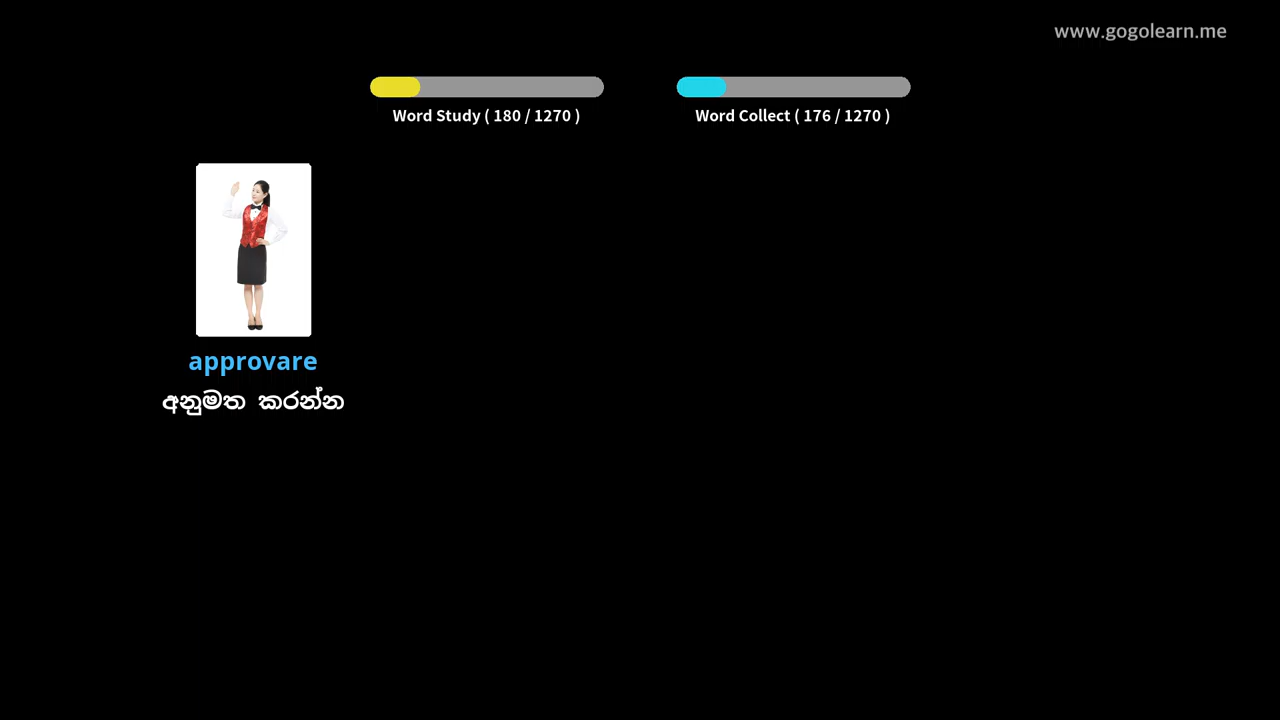 www.gogolearn.me
Word Study ( 180 / 1270 )
Word Collect ( 176 / 1270 )
approvare
අනුමත කරන්න